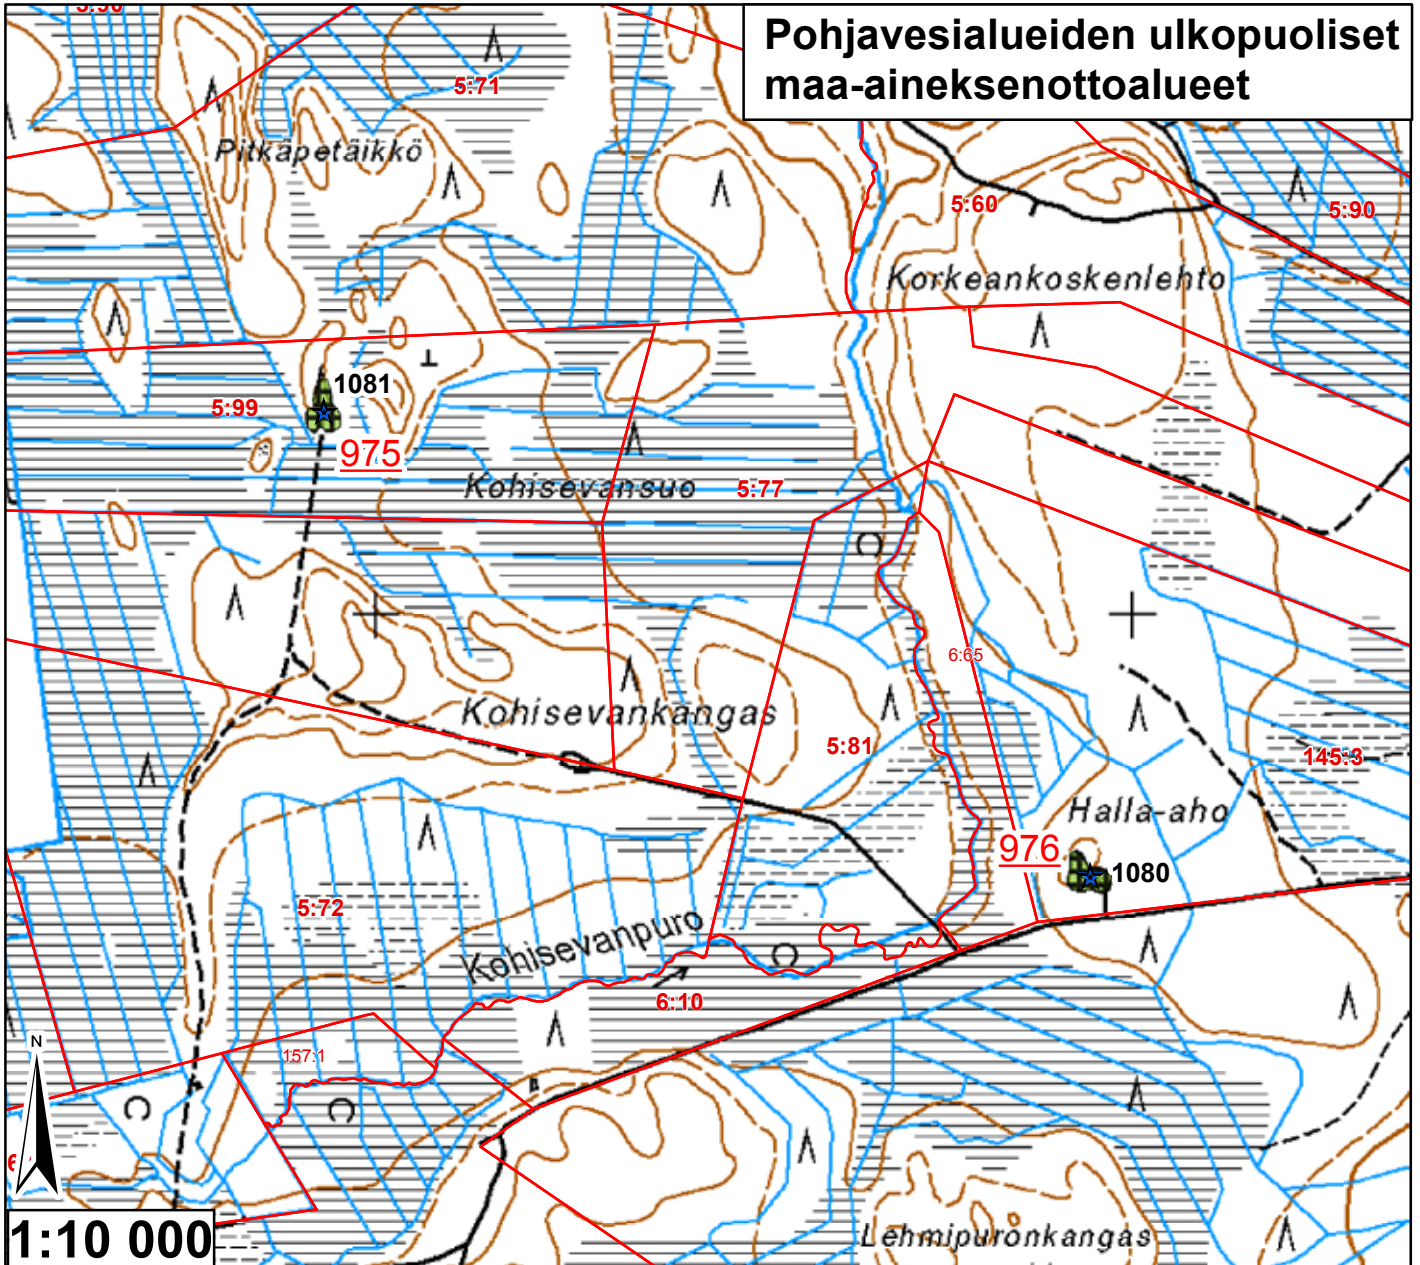 Pohjavesialueiden ulkopuoliset
maa-aineksenottoalueet
5:90
5:71
Pitkäpetäikkö
5:60
5:90
Korkeankoskenlehto
1081
5:99
975
Kohisevansuo
5:77
6:65
Kohisevankangas
5:81
145:3
Halla-aho
976
1080
5:72
Kohisevanpuro
6:10
N
157:1
Lehmipuronkangas
1:10 000